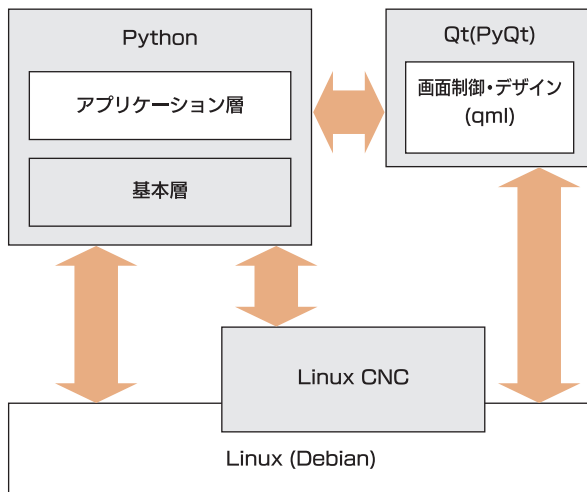 Python
アプリケーション層
基本層
Qt(PyQt)
画面制御・デザイン
(qml)
Linux CNC
Linux (Debian)